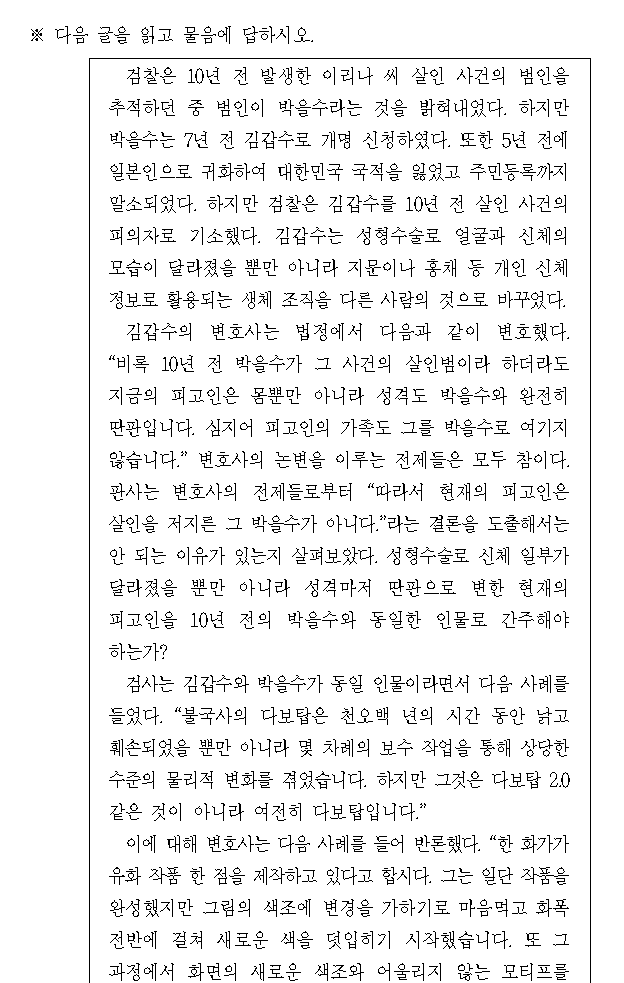 ※ 다음 글을 읽고 물음에 답하시오.
검찰은 10년 전 발생한 이리나 씨 살인 사건의 범인을
추적하던 중 범인이 박을수라는 것을 밝혀내었다. 하지만
박을수는 7년 전 김갑수로 개명 신청하였다. 또한 5년 전에
일본인으로 귀화하여 대한민국 국적을 잃었고 주민등록까지
말소되었다. 하지만 검찰은 김갑수를 10년 전 살인 사건의
피의자로 기소했다. 김갑수는 성형수술로 얼굴과 신체의
모습이 달라졌을 뿐만 아니라 지문이나 홍채 등 개인 신체
정보로 활용되는 생체 조직을 다른 사람의 것으로 바꾸었다.
김갑수의 변호사는 법정에서 다음과 같이 변호했다.
“비록 10년 전 박을수가 그 사건의 살인범이라 하더라도
지금의 피고인은 몸뿐만 아니라 성격도 박을수와 완전히
딴판입니다. 심지어 피고인의 가족도 그를 박을수로 여기지
않습니다.” 변호사의 논변을 이루는 전제들은 모두 참이다.
판사는 변호사의 전제들로부터 “따라서 현재의 피고인은
살인을 저지른 그 박을수가 아니다.”라는 결론을 도출해서는
안 되는 이유가 있는지 살펴보았다. 성형수술로 신체 일부가
달라졌을 뿐만 아니라 성격마저 딴판으로 변한 현재의
피고인을 10년 전의 박을수와 동일한 인물로 간주해야
하는가?
검사는 김갑수와 박을수가 동일 인물이라면서 다음 사례를
들었다. “불국사의 다보탑은 천오백 년의 시간 동안 낡고
훼손되었을 뿐만 아니라 몇 차례의 보수 작업을 통해 상당한
수준의 물리적 변화를 겪었습니다. 하지만 그것은 다보탑 2.0
같은 것이 아니라 여전히 다보탑입니다.”
이에 대해 변호사는 다음 사례를 들어 반론했다. “한 화가가
유화 작품 한 점을 제작하고 있다고 합시다. 그는 일단 작품을
완성했지만 그림의 색조에 변경을 가하기로 마음먹고 화폭
전반에 걸쳐 새로운 색을 덧입히기 시작했습니다. 또 그
과정에서 화면의 새로운 색조와 어울리지 않는 모티프를